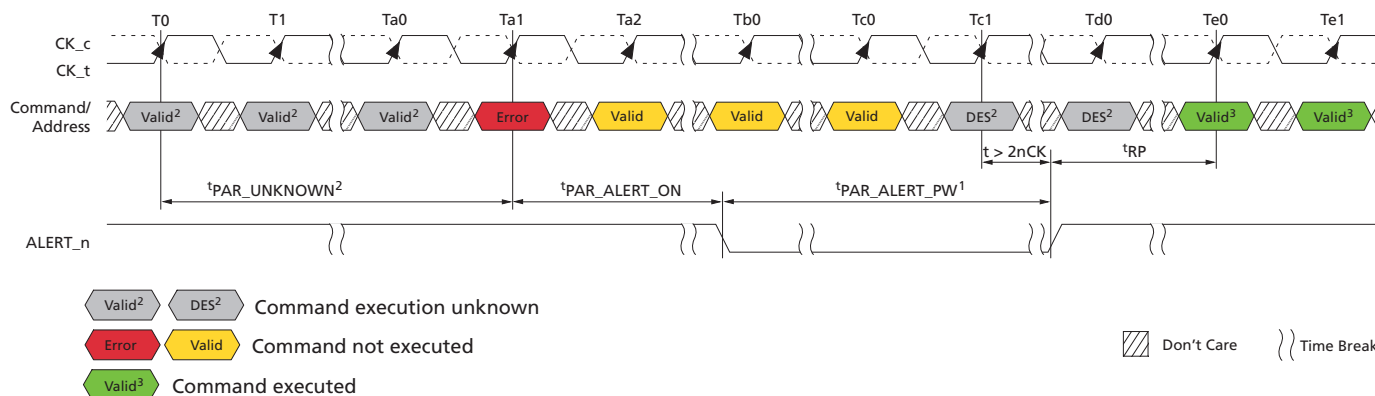 T0 T1 Ta0 Ta1 Ta2 Tb0 Tc0 Tc1 Td0 Te0 Te1
CK_c
CK_t
Command/
Address
Valid² Valid² Valid² Error Valid Valid Valid DES² DES² Valid³ Valid³
t > 2nCK
ᵗRP
ᵗPAR_UNKNOWN² ᵗPAR_ALERT_ON ᵗPAR_ALERT_PW¹
ALERT_n
Valid² DES² Command execution unknown
Error Valid Command not executed
Don't Care Time Break
Valid³ Command executed